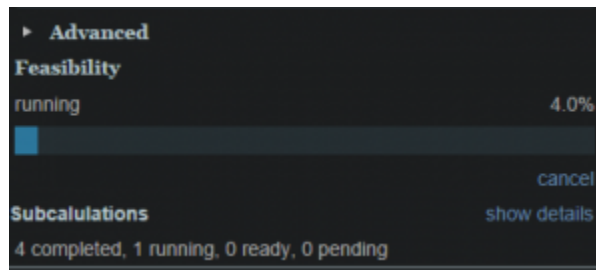 Advanced
Feasibility
running 4.0%
cancel
Subcalulations show details
4 completed, 1 running, 0 ready, 0 pending